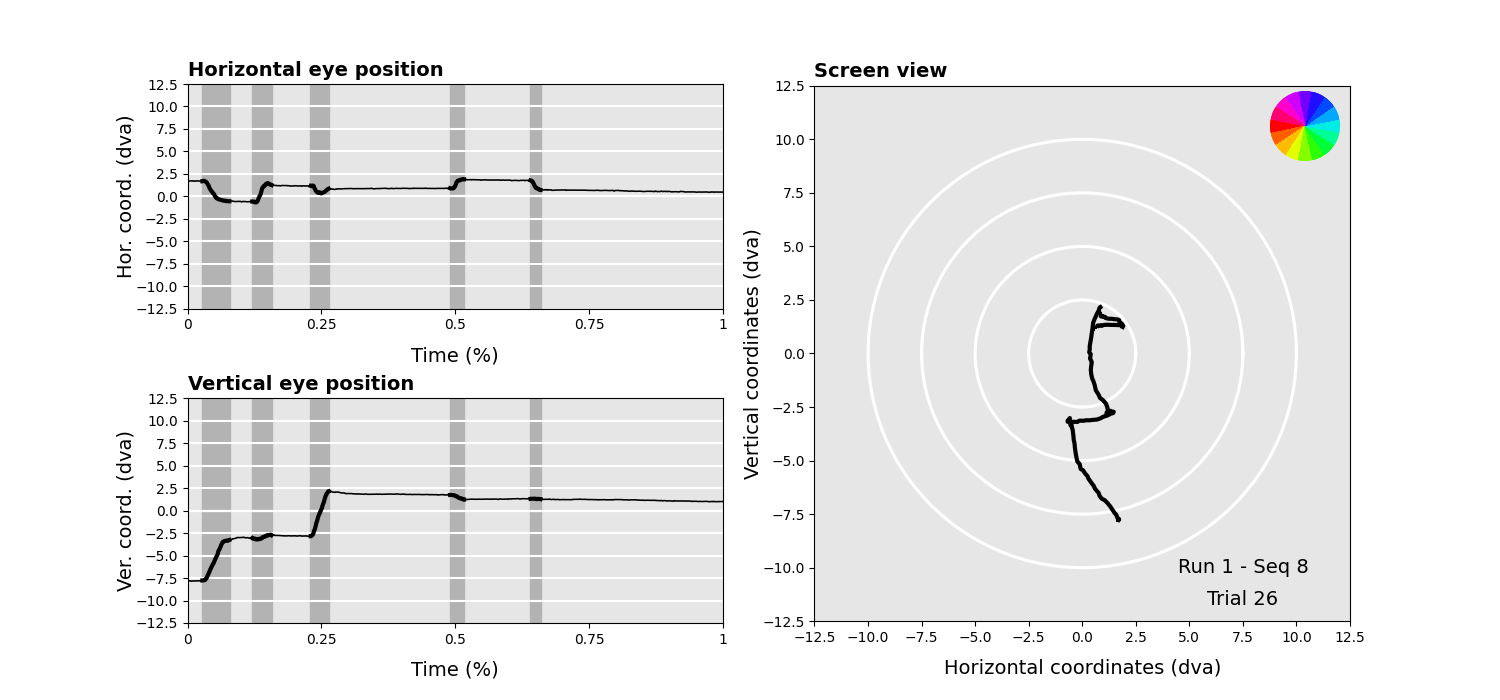 Horizontal eye position
12.5
10.0
7.5
5.0
2.5
0.0
−2.5
−5.0
−7.5
−10.0
−12.5
Hor. coord. (dva)
0 0.25 0.5 0.75 1
Time (%)
Vertical eye position
12.5
10.0
7.5
5.0
2.5
0.0
−2.5
−5.0
−7.5
−10.0
−12.5
Ver. coord. (dva)
0 0.25 0.5 0.75 1
Time (%)
Screen view
12.5
10.0
7.5
5.0
2.5
0.0
−2.5
−5.0
−7.5
−10.0
−12.5
Vertical coordinates (dva)
Run 1 - Seq 8
Trial 26
−12.5 −10.0 −7.5 −5.0 −2.5 0.0 2.5 5.0 7.5 10.0 12.5
Horizontal coordinates (dva)